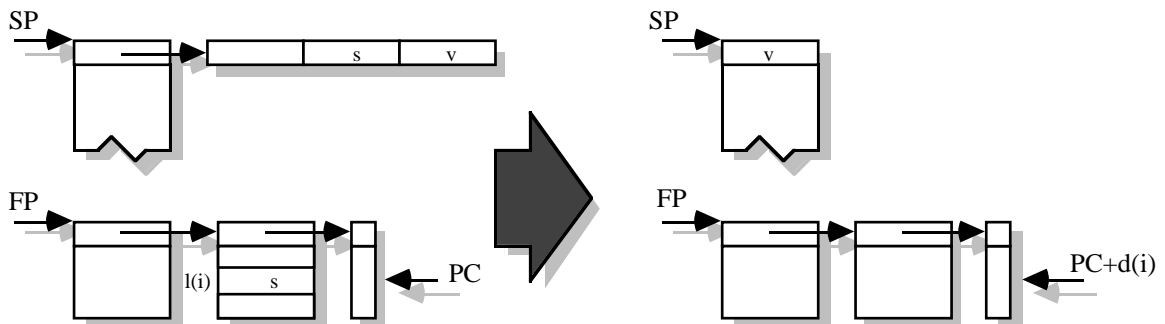 SP
s v
FP
l(i) s PC
SP
v
FP
PC+d(i)